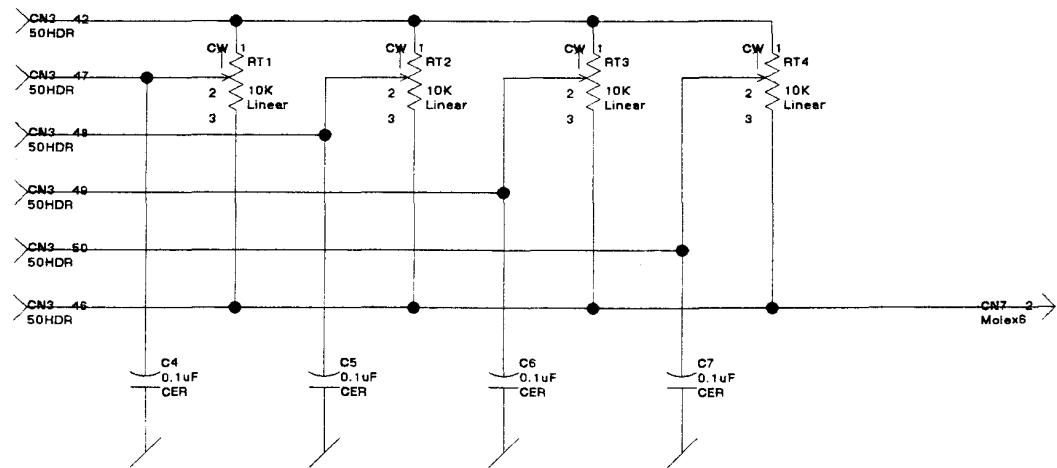 CN3 42
50HDR
CW 1
RT1
10K
2 Linear
3
CW 1
RT2
10K
2 Linear
3
CW 1
RT3
10K
2 Linear
3
CW 1
RT4
10K
2 Linear
3
CN3 47
50HDR
CN3 48
50HDR
CN3 49
50HDR
CN3 50
50HDR
CN3 46
50HDR
CN7 2
Molex6
C4
0.1uF
CER
C5
0.1uF
CER
C6
0.1uF
CER
C7
0.1uF
CER